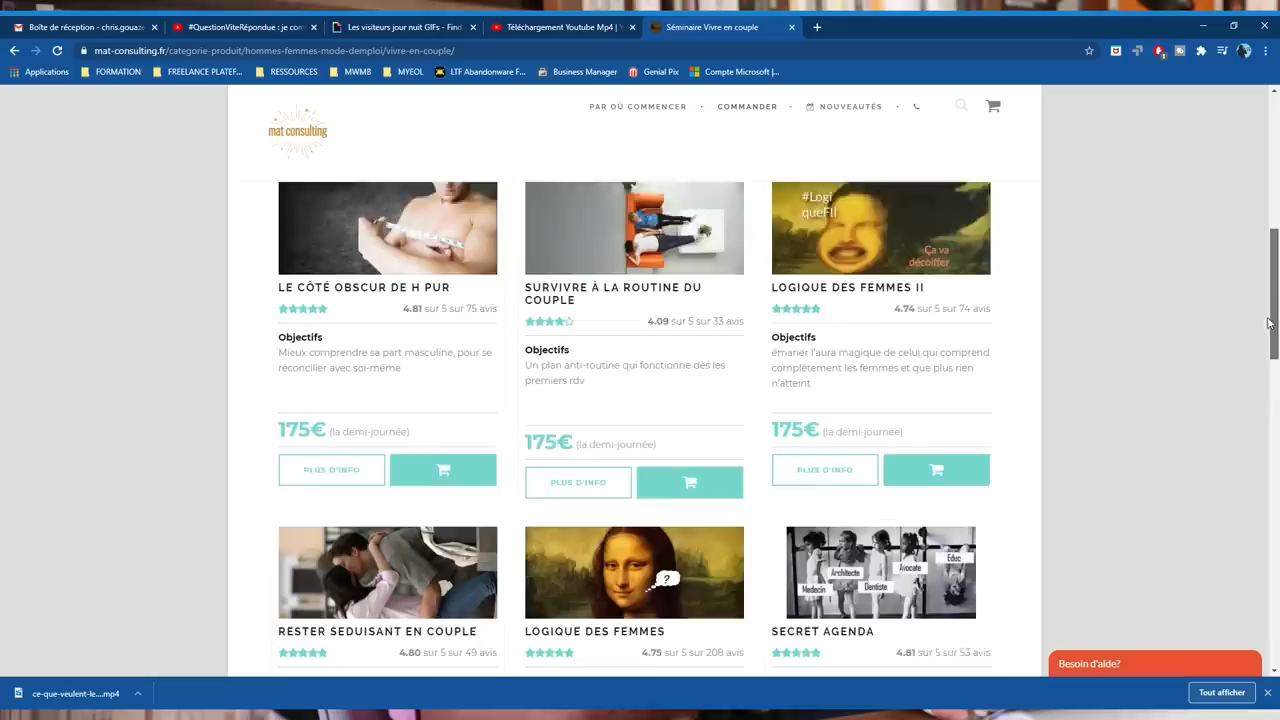 Boîte de réception - chris.gouaze
#QuestionViteRépondue : je com
Les visiteurs jour nuit GIFs - Find
Téléchargement Youtube Mp4 | Y
Séminaire Vivre en couple
mat-consulting.fr/categorie-produit/hommes-femmes-mode-demploi/vivre-en-couple/
Applications FORMATION FREELANCE PLATEF... RESSOURCES MWMB MYEOL LTF Abandonware F... Business Manager Genial Pix Compte Microsoft |...
mat consulting
PAR OÙ COMMENCER • COMMANDER • NOUVEAUTÉS •
LE CÔTÉ OBSCUR DE H PUR
4.81 sur 5 sur 75 avis
Objectifs
Mieux comprendre sa part masculine, pour se
réconcilier avec soi-même
175€ (la demi-journée)
PLUS D'INFO
SURVIVRE À LA ROUTINE DU
COUPLE
4.09 sur 5 sur 33 avis
Objectifs
Un plan anti-routine qui fonctionne dès les
premiers rdv
175€ (la demi-journée)
PLUS D'INFO
#Logi
queFII
Ça va
décoiffer
LOGIQUE DES FEMMES II
4.74 sur 5 sur 74 avis
Objectifs
émaner l'aura magique de celui qui comprend
complètement les femmes et que plus rien
n'atteint
175€ (la demi-journée)
PLUS D'INFO
RESTER SEDUISANT EN COUPLE
4.80 sur 5 sur 49 avis
?
LOGIQUE DES FEMMES
4.75 sur 5 sur 208 avis
Medecin
Architecte
Dentiste
Avocate
Educ
SECRET AGENDA
4.81 sur 5 sur 53 avis
Besoin d'aide?
ce-que-veulent-le....mp4
Tout afficher